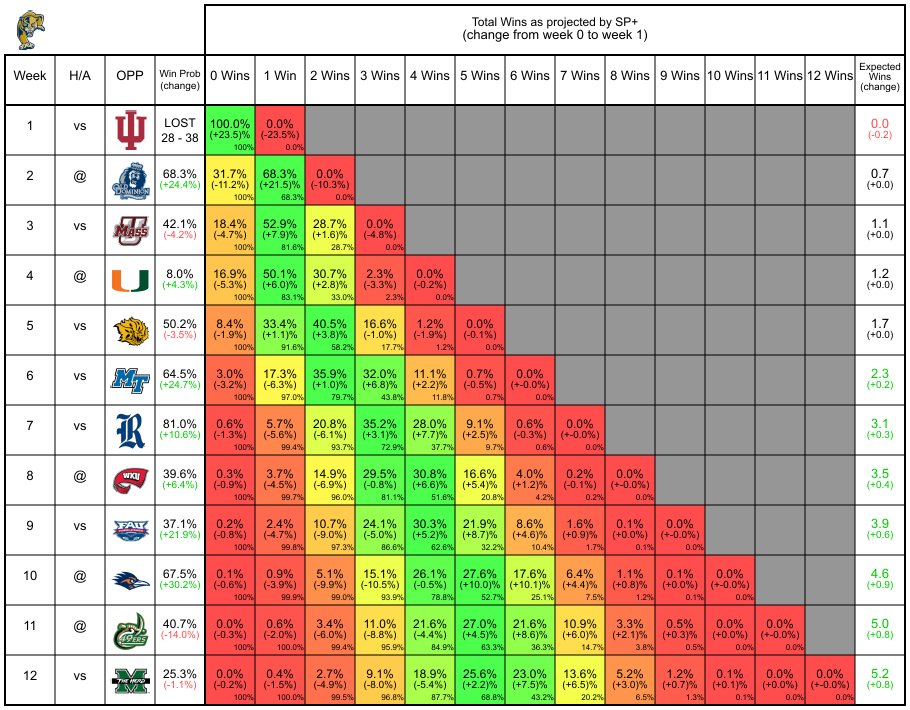 Total Wins as projected by SP+
(change from week 0 to week 1)
Week H/A OPP Win Prob (change) 0 Wins 1 Win 2 Wins 3 Wins 4 Wins 5 Wins 6 Wins 7 Wins 8 Wins 9 Wins 10 Wins 11 Wins 12 Wins Expected Wins (change)
1 vs LOST 100.0% 0.0% 0.0
28 - 38 (+23.5)% (-23.5%) (-0.2)
100% 0.0%
2 @ OLD DOMINION 68.3% 31.7% 68.3% 0.0% 0.7
(+24.4%) (-11.2%) (+21.5)% (-10.3%) (+0.0)
100% 68.3% 0.0%
3 vs MASS 42.1% 18.4% 52.9% 28.7% 0.0% 1.1
(-4.2%) (-4.7%) (+7.9)% (+1.6)% (-4.8%) (+0.0)
100% 81.6% 28.7% 0.0%
4 @ 8.0% 16.9% 50.1% 30.7% 2.3% 0.0% 1.2
(+4.3%) (-5.3%) (+6.0)% (+2.8)% (-3.3%) (-0.2%) (+0.0)
100% 83.1% 33.0% 2.3% 0.0%
5 vs 50.2% 8.4% 33.4% 40.5% 16.6% 1.2% 0.0% 1.7
(-3.5%) (-1.9%) (+1.1)% (+3.8)% (-1.0%) (-1.9%) (-0.1%) (+0.0)
100% 91.6% 58.2% 17.7% 1.2% 0.0%
6 vs MT 64.5% 3.0% 17.3% 35.9% 32.0% 11.1% 0.7% 0.0% 2.3
(+24.7%) (-3.2%) (-6.3%) (+1.0)% (+6.8)% (+2.2)% (-0.5%) (+-0.0%) (+0.2)
100% 97.0% 79.7% 43.8% 11.8% 0.7% 0.0%
7 vs R 81.0% 0.6% 5.7% 20.8% 35.2% 28.0% 9.1% 0.6% 0.0% 3.1
(+10.6%) (-1.3%) (-5.6%) (-6.1%) (+3.1)% (+7.7)% (+2.5)% (-0.3%) (+-0.0%) (+0.3)
100% 99.4% 93.7% 72.9% 37.7% 9.7% 0.6% 0.0%
8 @ WKU 39.6% 0.3% 3.7% 14.9% 29.5% 30.8% 16.6% 4.0% 0.2% 0.0% 3.5
(+6.4%) (-0.9%) (-4.5%) (-6.9%) (-0.8%) (+6.6)% (+5.4)% (+1.2)% (-0.1%) (+-0.0%) (+0.4)
100% 99.7% 96.0% 81.1% 51.6% 20.8% 4.2% 0.2% 0.0%
9 vs FAU 37.1% 0.2% 2.4% 10.7% 24.1% 30.3% 21.9% 8.6% 1.6% 0.1% 0.0% 3.9
(+21.9%) (-0.8%) (-4.7%) (-9.0%) (-5.0%) (+5.2)% (+8.7)% (+4.6)% (+0.9)% (+0.0)% (+-0.0%) (+0.6)
100% 99.8% 97.3% 86.6% 62.6% 32.2% 10.4% 1.7% 0.1% 0.0%
10 @ 67.5% 0.1% 0.9% 5.1% 15.1% 26.1% 27.6% 17.6% 6.4% 1.1% 0.1% 0.0% 4.6
(+30.2%) (-0.6%) (-3.9%) (-9.9%) (-10.5%) (-0.5%) (+10.0)% (+10.1)% (+4.4)% (+0.8)% (+0.0)% (+-0.0%) (+0.9)
100% 99.9% 99.0% 93.9% 78.8% 52.7% 25.1% 7.5% 1.2% 0.1% 0.0%
11 @ CHARLOTTE 49ERS 40.7% 0.0% 0.6% 3.4% 11.0% 21.6% 27.0% 21.6% 10.9% 3.3% 0.5% 0.0% 0.0% 5.0
(-14.0%) (-0.3%) (-2.0%) (-6.0%) (-8.8%) (-4.4%) (+4.5)% (+8.6)% (+6.0)% (+2.1)% (+0.3)% (+0.0)% (+-0.0%) (+0.8)
100% 100.0% 99.4% 95.9% 84.9% 63.3% 36.3% 14.7% 3.8% 0.5% 0.0% 0.0%
12 vs THE HERD 25.3% 0.0% 0.4% 2.7% 9.1% 18.9% 25.6% 23.0% 13.6% 5.2% 1.2% 0.1% 0.0% 0.0% 5.2
(-1.1%) (-0.2%) (-1.5%) (-4.9%) (-8.0%) (-5.4%) (+2.2)% (+7.5)% (+6.5)% (+3.0)% (+0.7)% (+0.1)% (+0.0)% (+-0.0%) (+0.8)
100% 100.0% 99.5% 96.8% 87.7% 68.8% 43.2% 20.2% 6.5% 1.3% 0.1% 0.0% 0.0%